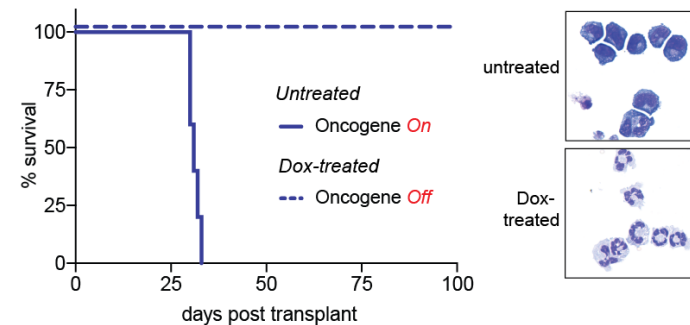 100
75
50
25
0
% survival
0
25
50
75
100
days post transplant
Untreated
Oncogene On
Dox-treated
Oncogene Off
untreated
Dox-
treated